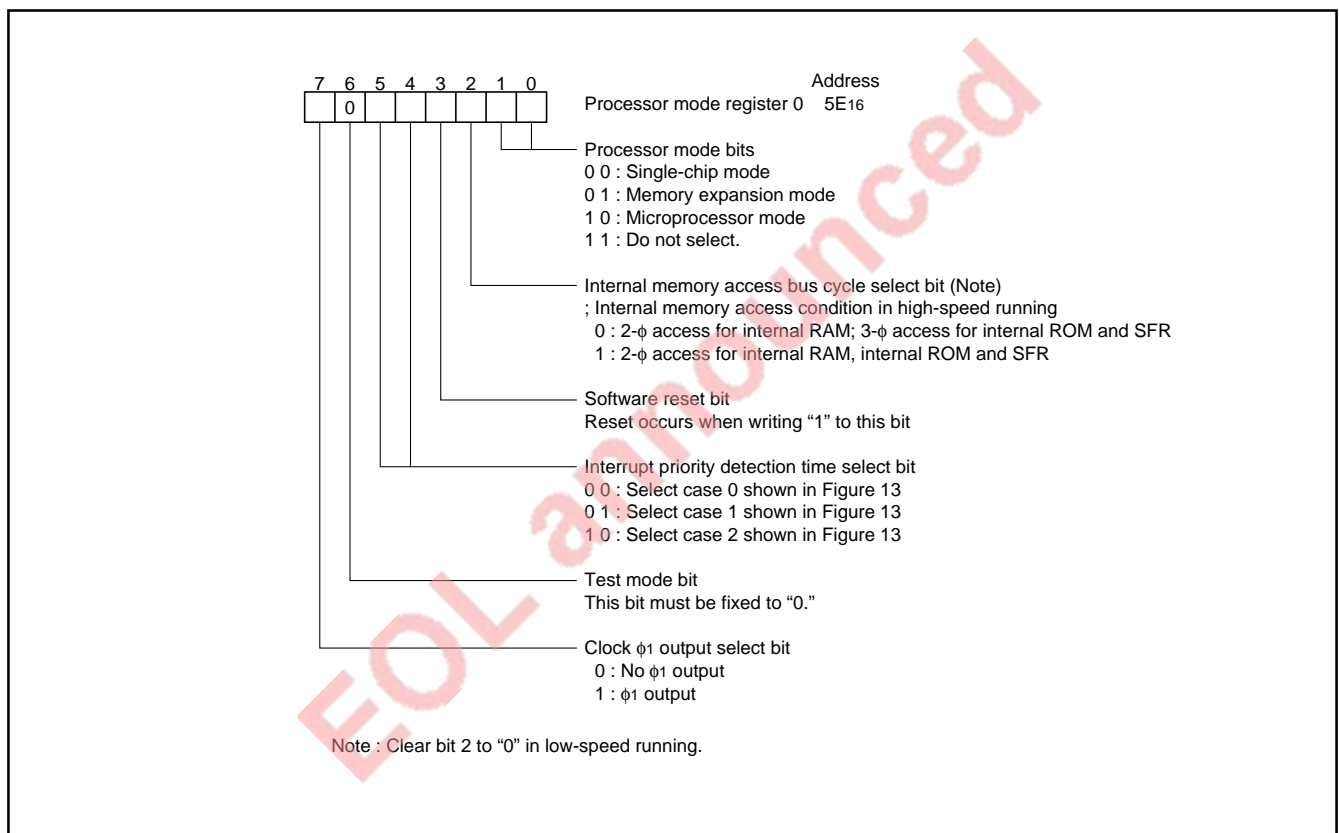 7 6 5 4 3 2 1 0
Address
0
Processor mode register 0 5E16
Processor mode bits
0 0 : Single-chip mode
0 1 : Memory expansion mode
1 0 : Microprocessor mode
1 1 : Do not select.
Internal memory access bus cycle select bit (Note)
; Internal memory access condition in high-speed running
0 : 2-ϕ access for internal RAM; 3-ϕ access for internal ROM and SFR
1 : 2-ϕ access for internal RAM, internal ROM and SFR
Software reset bit
Reset occurs when writing “1” to this bit
Interrupt priority detection time select bit
0 0 : Select case 0 shown in Figure 13
0 1 : Select case 1 shown in Figure 13
1 0 : Select case 2 shown in Figure 13
Test mode bit
This bit must be fixed to “0.”
Clock ϕ1 output select bit
0 : No ϕ1 output
1 : ϕ1 output
Note : Clear bit 2 to “0” in low-speed running.
EOL announced